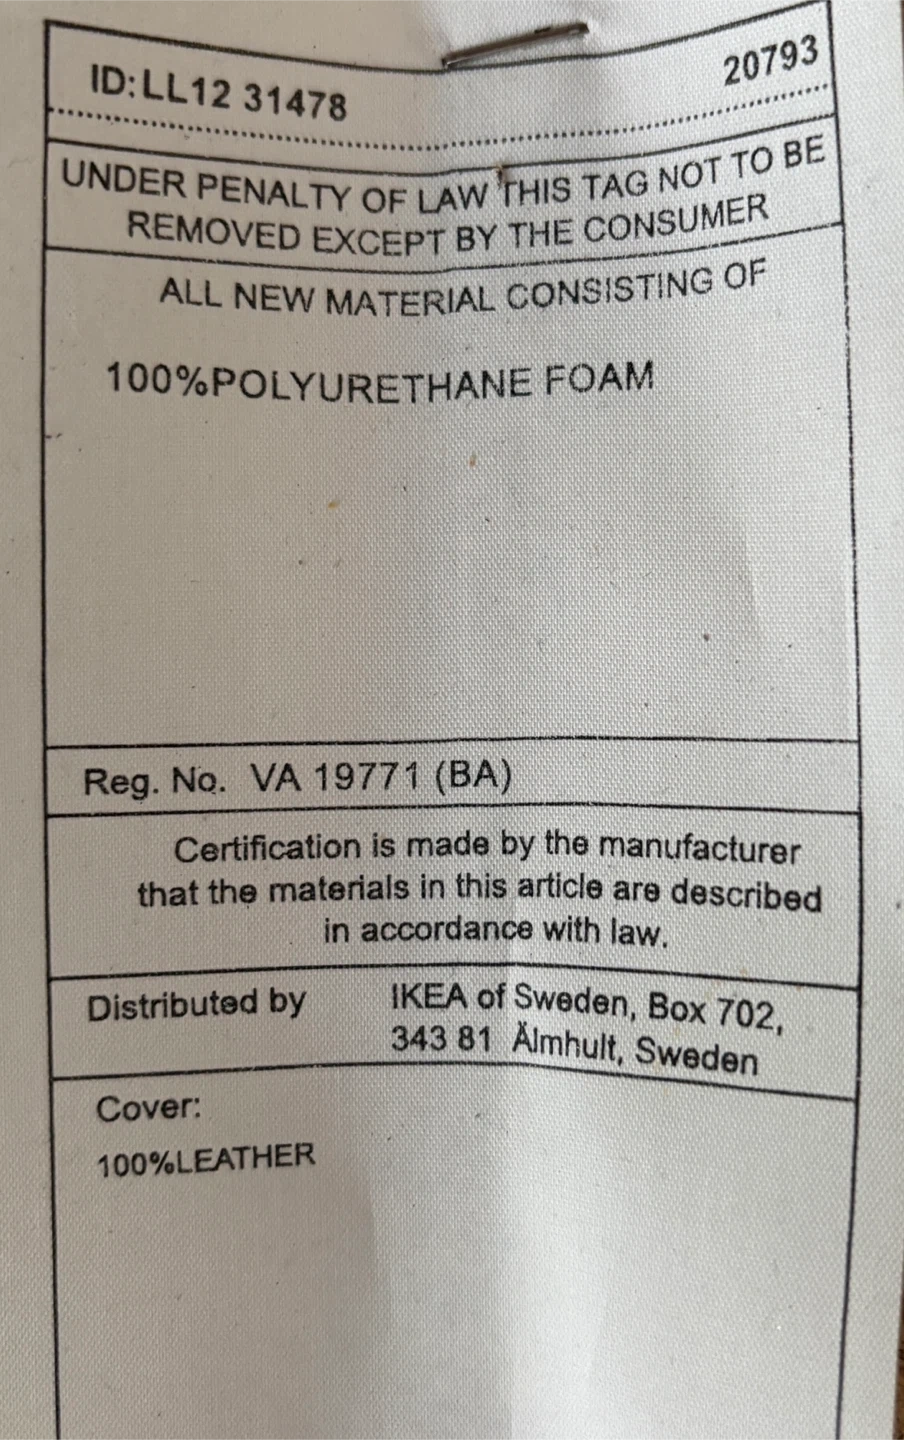 ID:LL12 31478 20793
UNDER PENALTY OF LAW THIS TAG NOT TO BE
REMOVED EXCEPT BY THE CONSUMER
ALL NEW MATERIAL CONSISTING OF
100%POLYURETHANE FOAM
Reg. No. VA 19771 (BA)
Certification is made by the manufacturer
that the materials in this article are described
in accordance with law.
Distributed by IKEA of Sweden, Box 702,
343 81 Älmhult, Sweden
Cover:
100%LEATHER